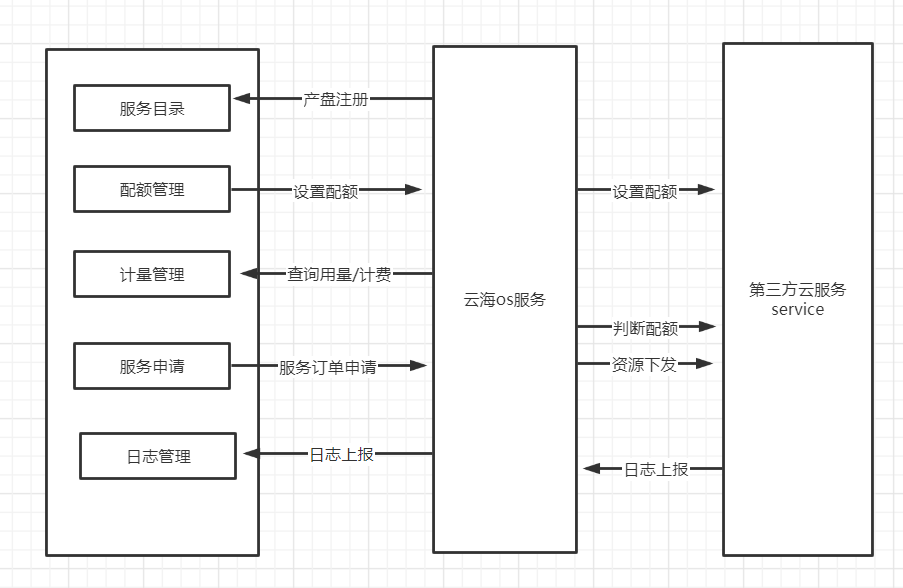 服务目录
产盘注册
配额管理
设置配额
设置配额
计量管理
查询用量/计费
云海os服务
第三方云服务
service
判断配额
服务申请
服务订单申请
资源下发
日志管理
日志上报
日志上报